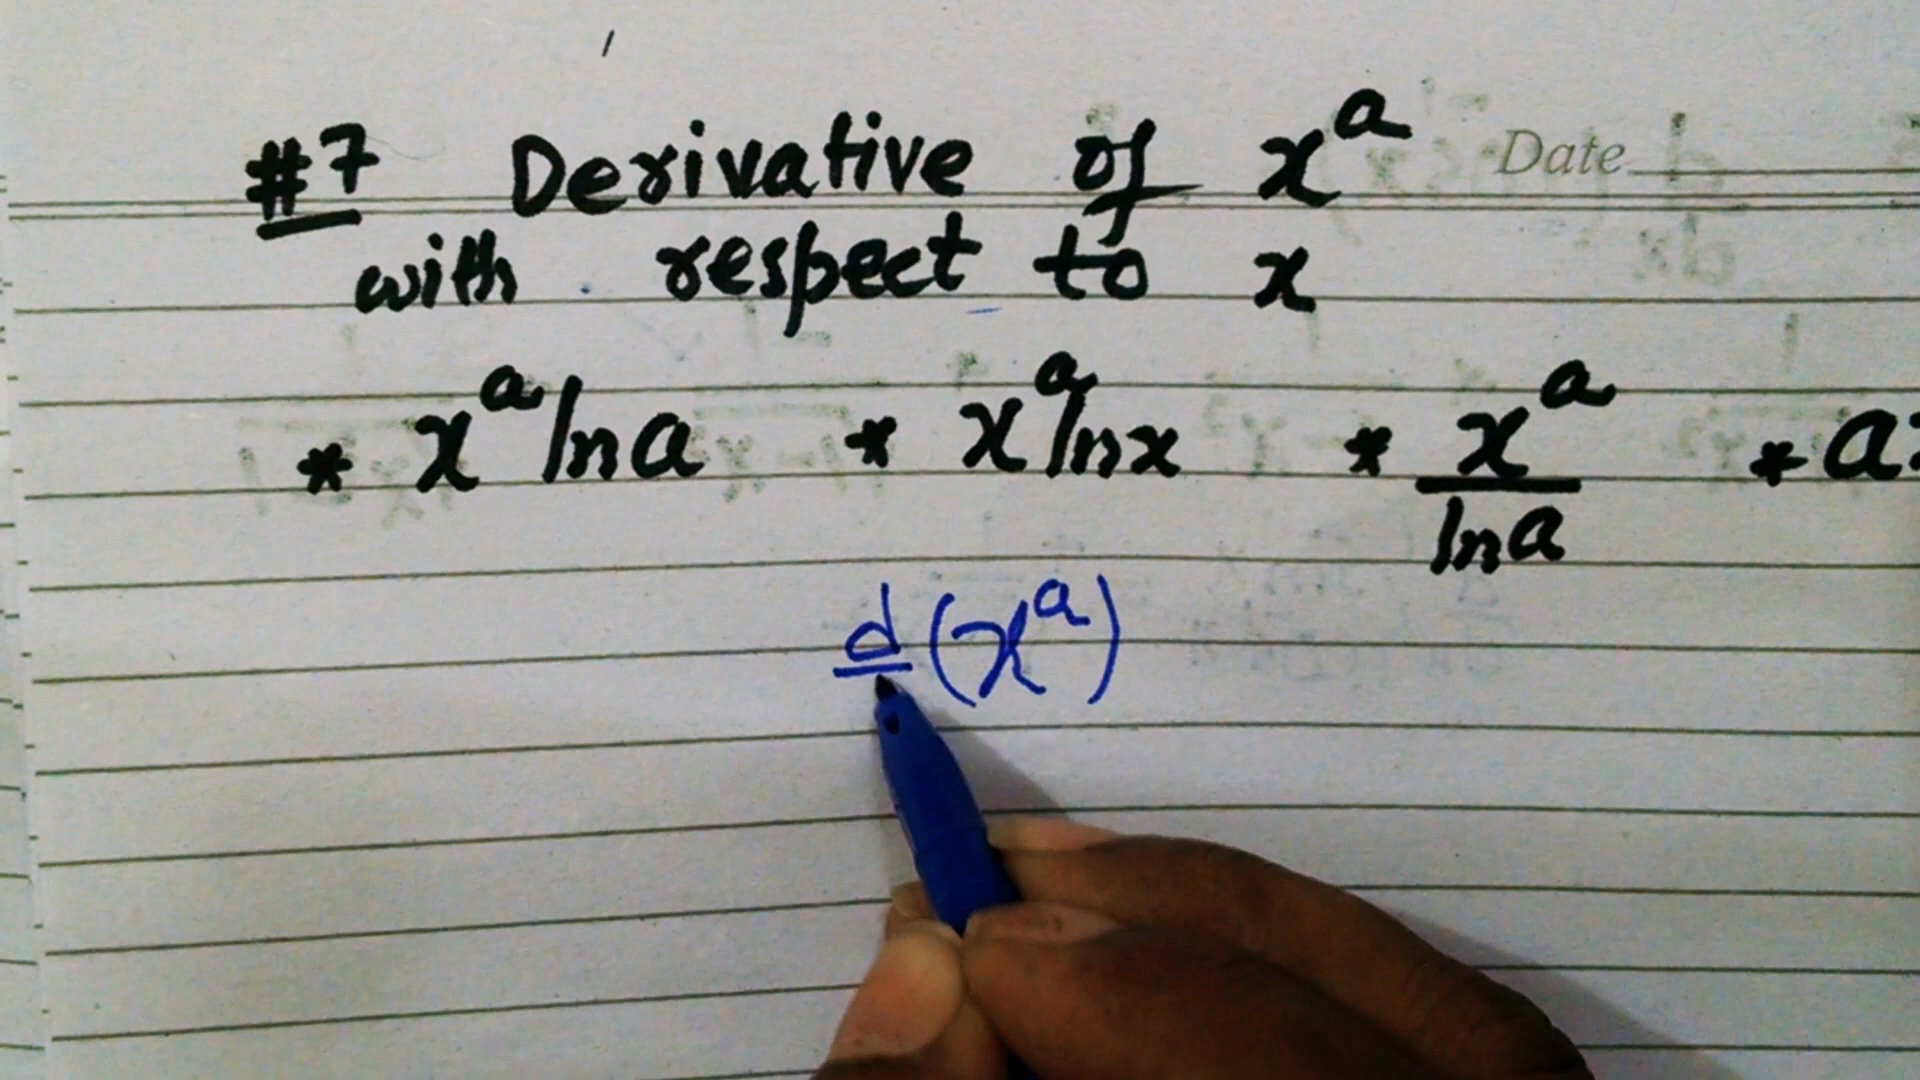 #7 Derivative of x^a Date
with respect to x
* x^a ln a * x^a ln x * x^a/ln a * a
d (x^a)